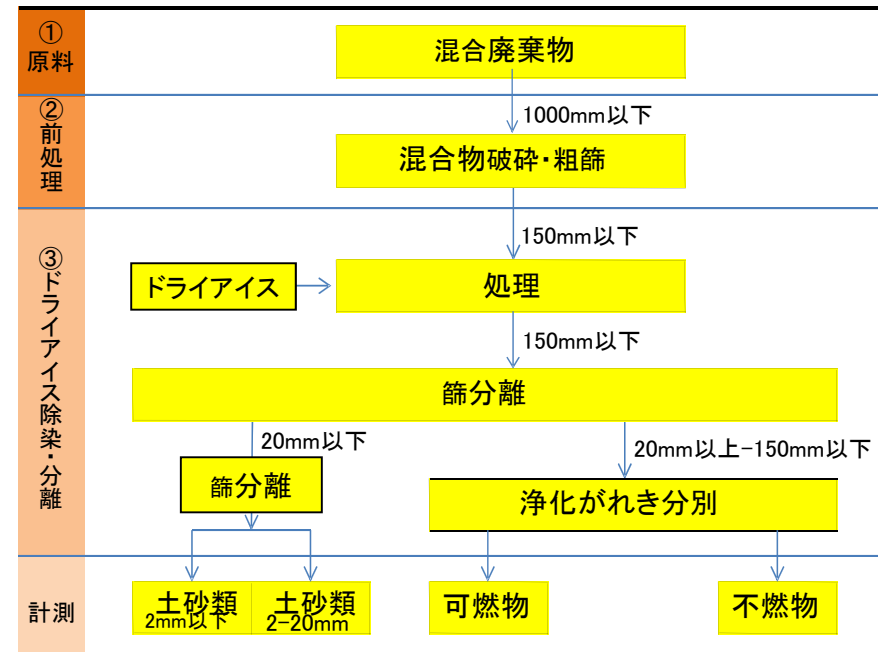 ①
原料
混合廃棄物
1000mm以下
②前処理
混合物破砕・粗篩
150mm以下
③ドライアイス除染・分離
ドライアイス
処理
150mm以下
篩分離
20mm以下
20mm以上-150mm以下
篩分離
浄化がれき分別
計測
土砂類
2mm以下
土砂類
2-20mm
可燃物
不燃物